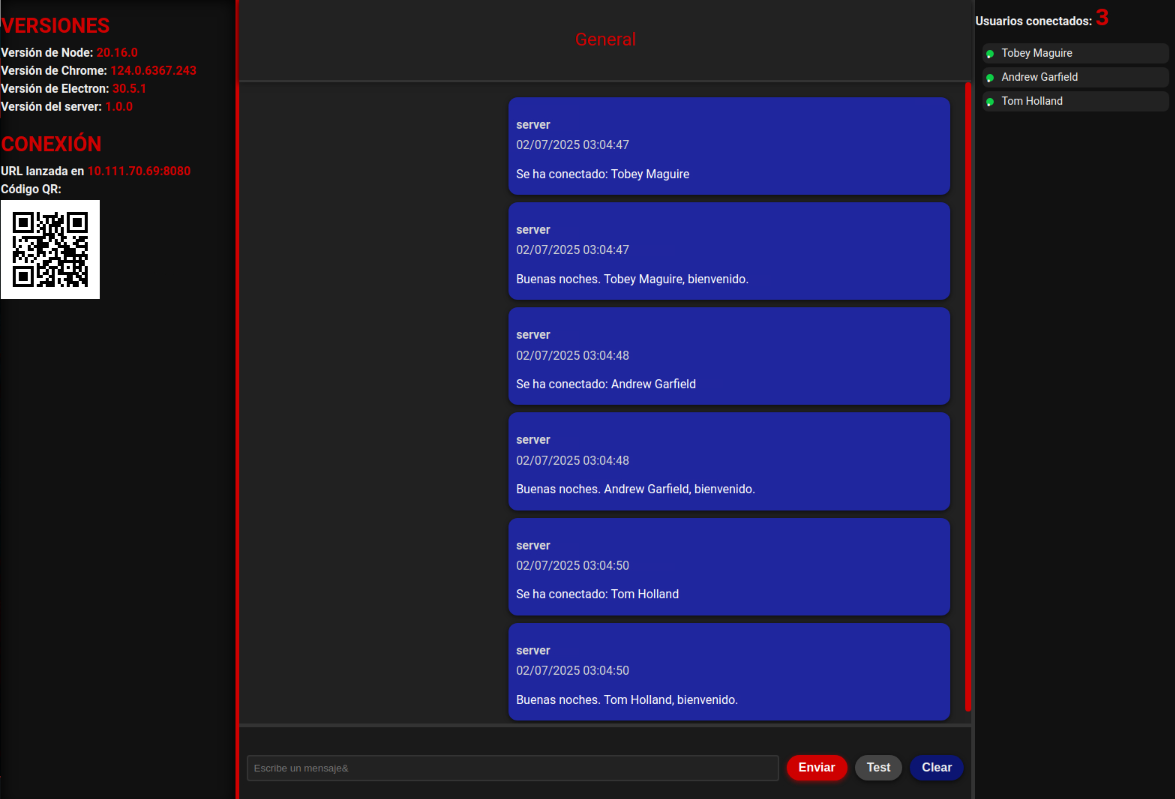 VERSIONES
Versión de Node: 20.16.0
Versión de Chrome: 124.0.6367.243
Versión de Electron: 30.5.1
Versión del server: 1.0.0
CONEXIÓN
URL lanzada en 10.111.70.69:8080
Código QR:
General
server
02/07/2025 03:04:47
Se ha conectado: Tobey Maguire
server
02/07/2025 03:04:47
Buenas noches. Tobey Maguire, bienvenido.
server
02/07/2025 03:04:48
Se ha conectado: Andrew Garfield
server
02/07/2025 03:04:48
Buenas noches. Andrew Garfield, bienvenido.
server
02/07/2025 03:04:50
Se ha conectado: Tom Holland
server
02/07/2025 03:04:50
Buenas noches. Tom Holland, bienvenido.
Escribe un mensaje&
Enviar
Test
Clear
Usuarios conectados: 3
Tobey Maguire
Andrew Garfield
Tom Holland